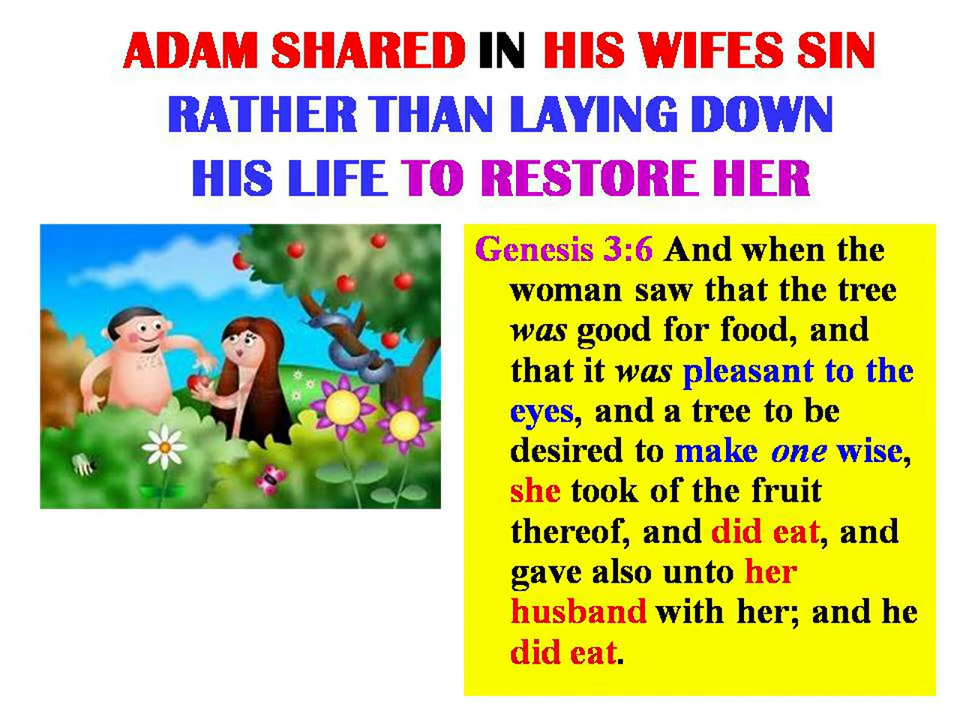 ADAM SHARED IN HIS WIFES SIN
RATHER THAN LAYING DOWN
HIS LIFE TO RESTORE HER
Genesis 3:6 And when the
woman saw that the tree
was good for food, and
that it was pleasant to the
eyes, and a tree to be
desired to make one wise,
she took of the fruit
thereof, and did eat, and
gave also unto her
husband with her; and he
did eat.